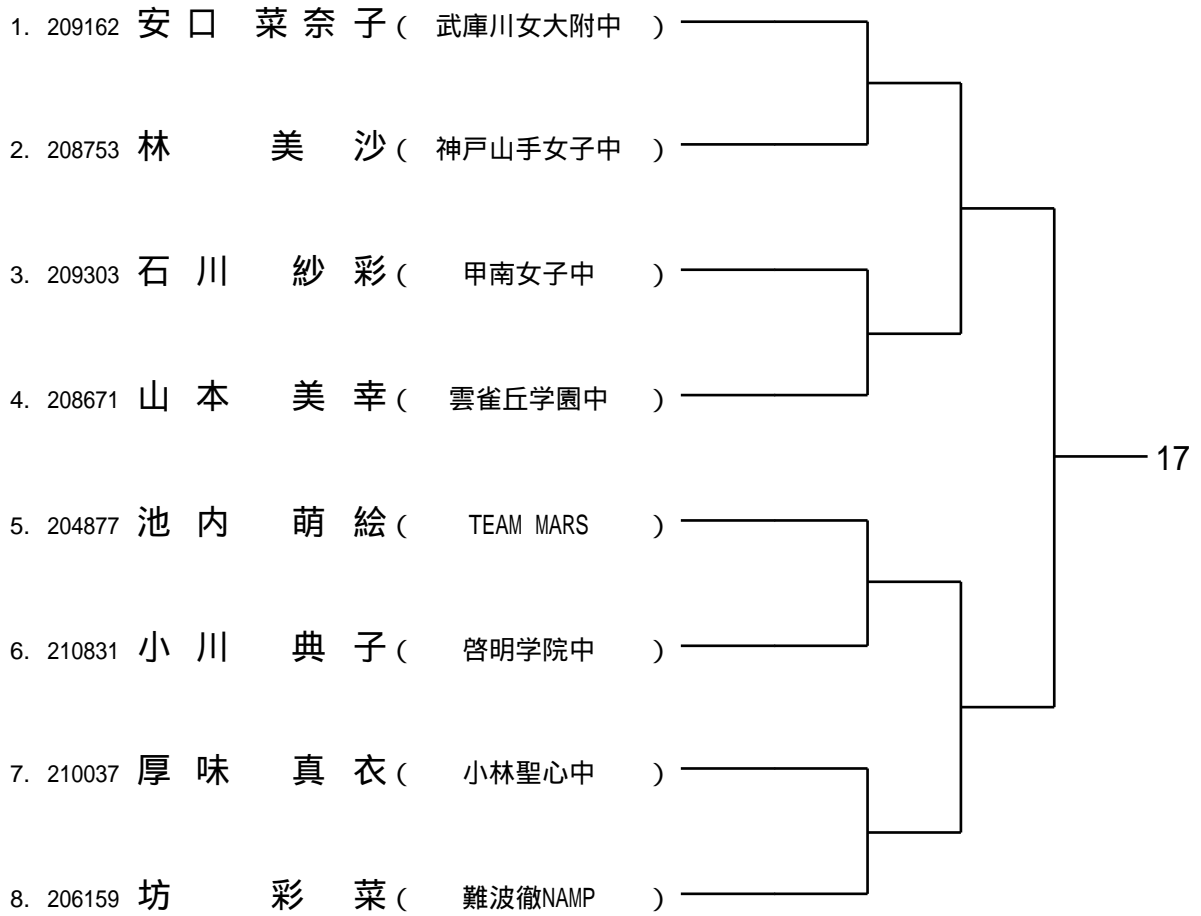 1. 209162 安口 菜奈子( 武庫川女大附中 )
2. 208753 林 美沙( 神戸山手女子中 )
3. 209303 石川 紗彩( 甲南女子中 )
4. 208671 山本 美幸( 雲雀丘学園中 )
17
5. 204877 池内 萌絵( TEAM MARS )
6. 210831 小川 典子( 啓明学院中 )
7. 210037 厚味 真衣( 小林聖心中 )
8. 206159 坊 彩菜( 難波徹NAMP )